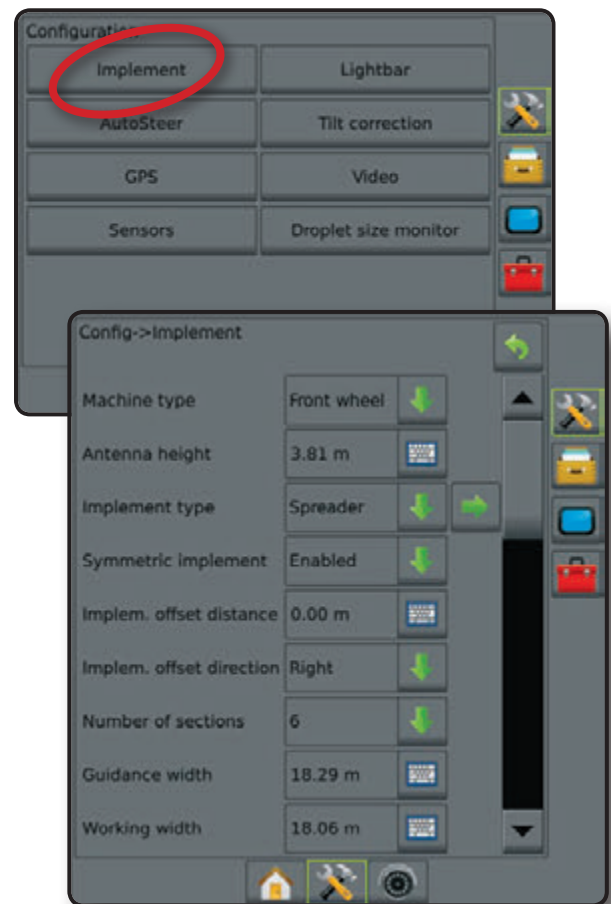 Configuration
Implement
Lightbar
AutoSteer
Tilt correction
GPS
Video
Sensors
Droplet size monitor
Config->Implement
Machine type Front wheel
Antenna height 3.81 m
Implement type Spreader
Symmetric implement Enabled
Implem. offset distance 0.00 m
Implem. offset direction Right
Number of sections 6
Guidance width 18.29 m
Working width 18.06 m